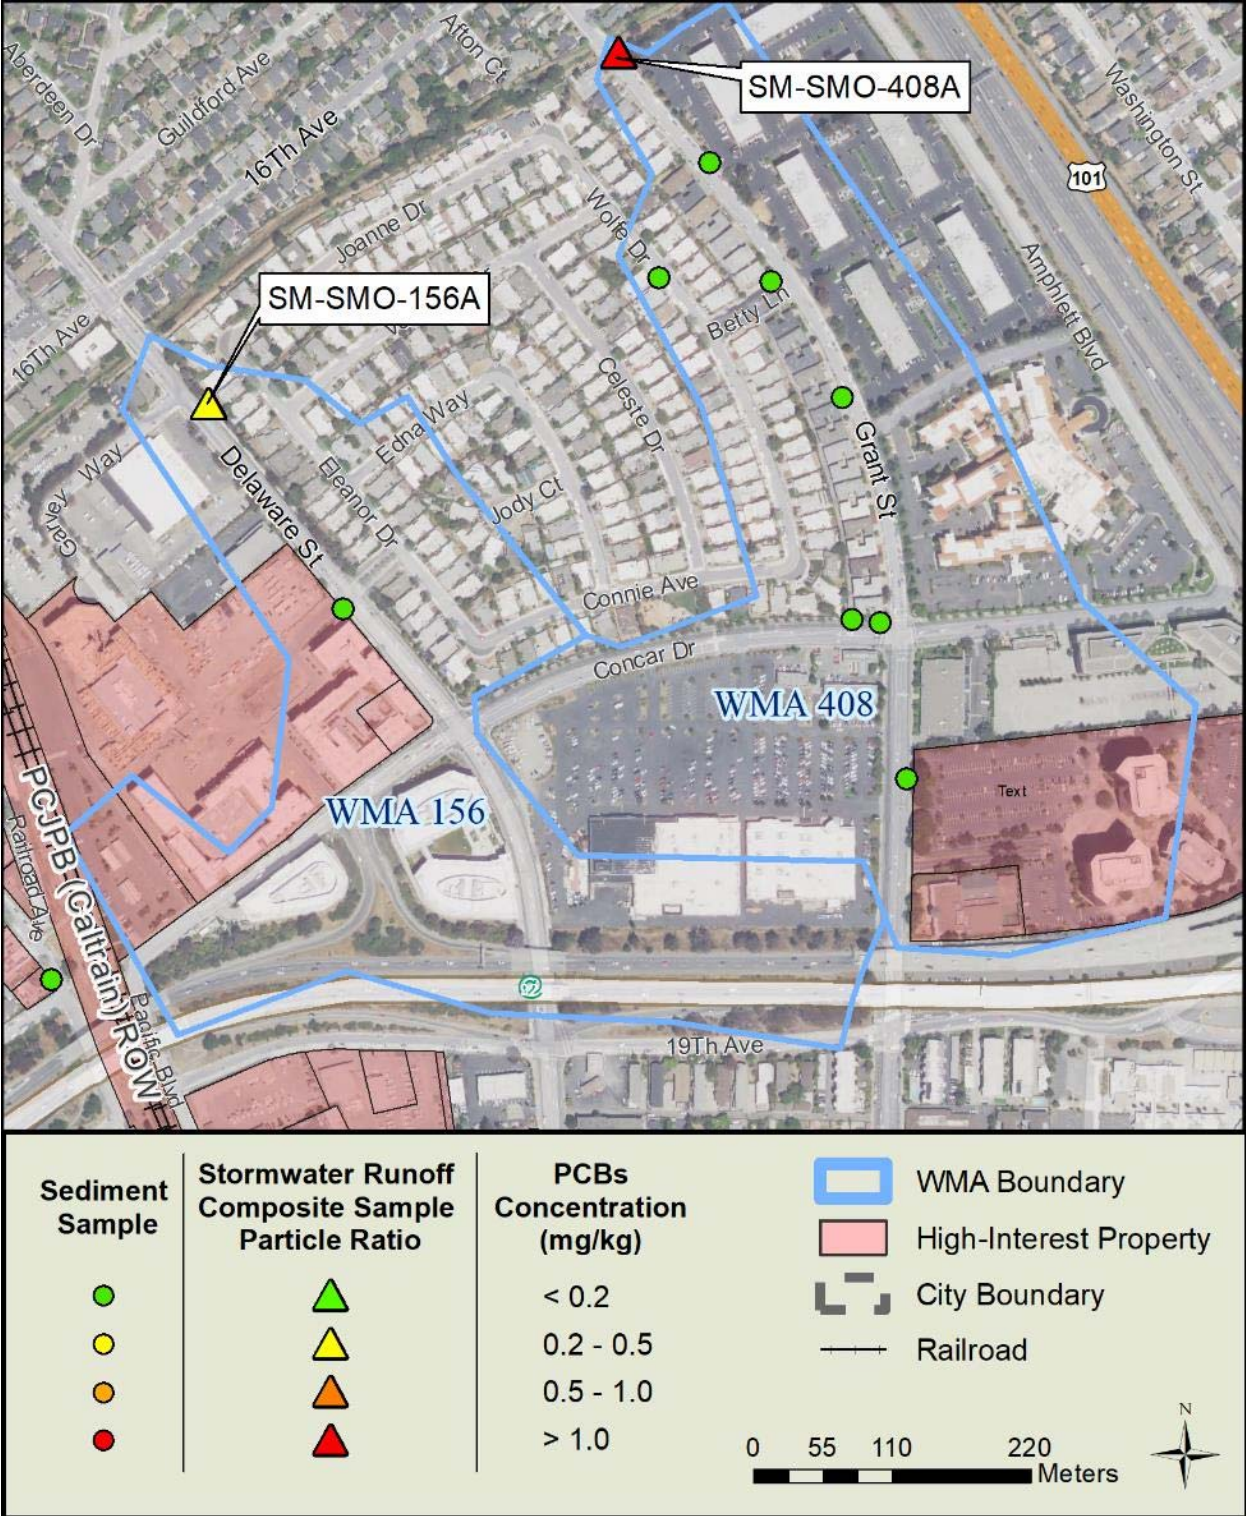 Afton Ct
Aberdeen Dr
Guildford Ave
16Th Ave
Washington St
SM-SMO-408A
101
Joanne Dr
Wolfe Dr
Amphlett Blvd
SM-SMO-156A
Betty Ln
16Th Ave
Celeste Dr
Edna Way
Grant St
Garvey Way
Delaware St
Eleanor Dr
Jody Ct
Connie Ave
Concar Dr
WMA 408
Text
WMA 156
PCJPB (Caltrain) ROW
Railroad Ave
Pacific Blvd
19Th Ave
Sediment
Sample
Stormwater Runoff
Composite Sample
Particle Ratio
PCBs
Concentration
(mg/kg)
< 0.2
0.2 - 0.5
0.5 - 1.0
> 1.0
WMA Boundary
High-Interest Property
City Boundary
Railroad
N
0 55 110 220
Meters